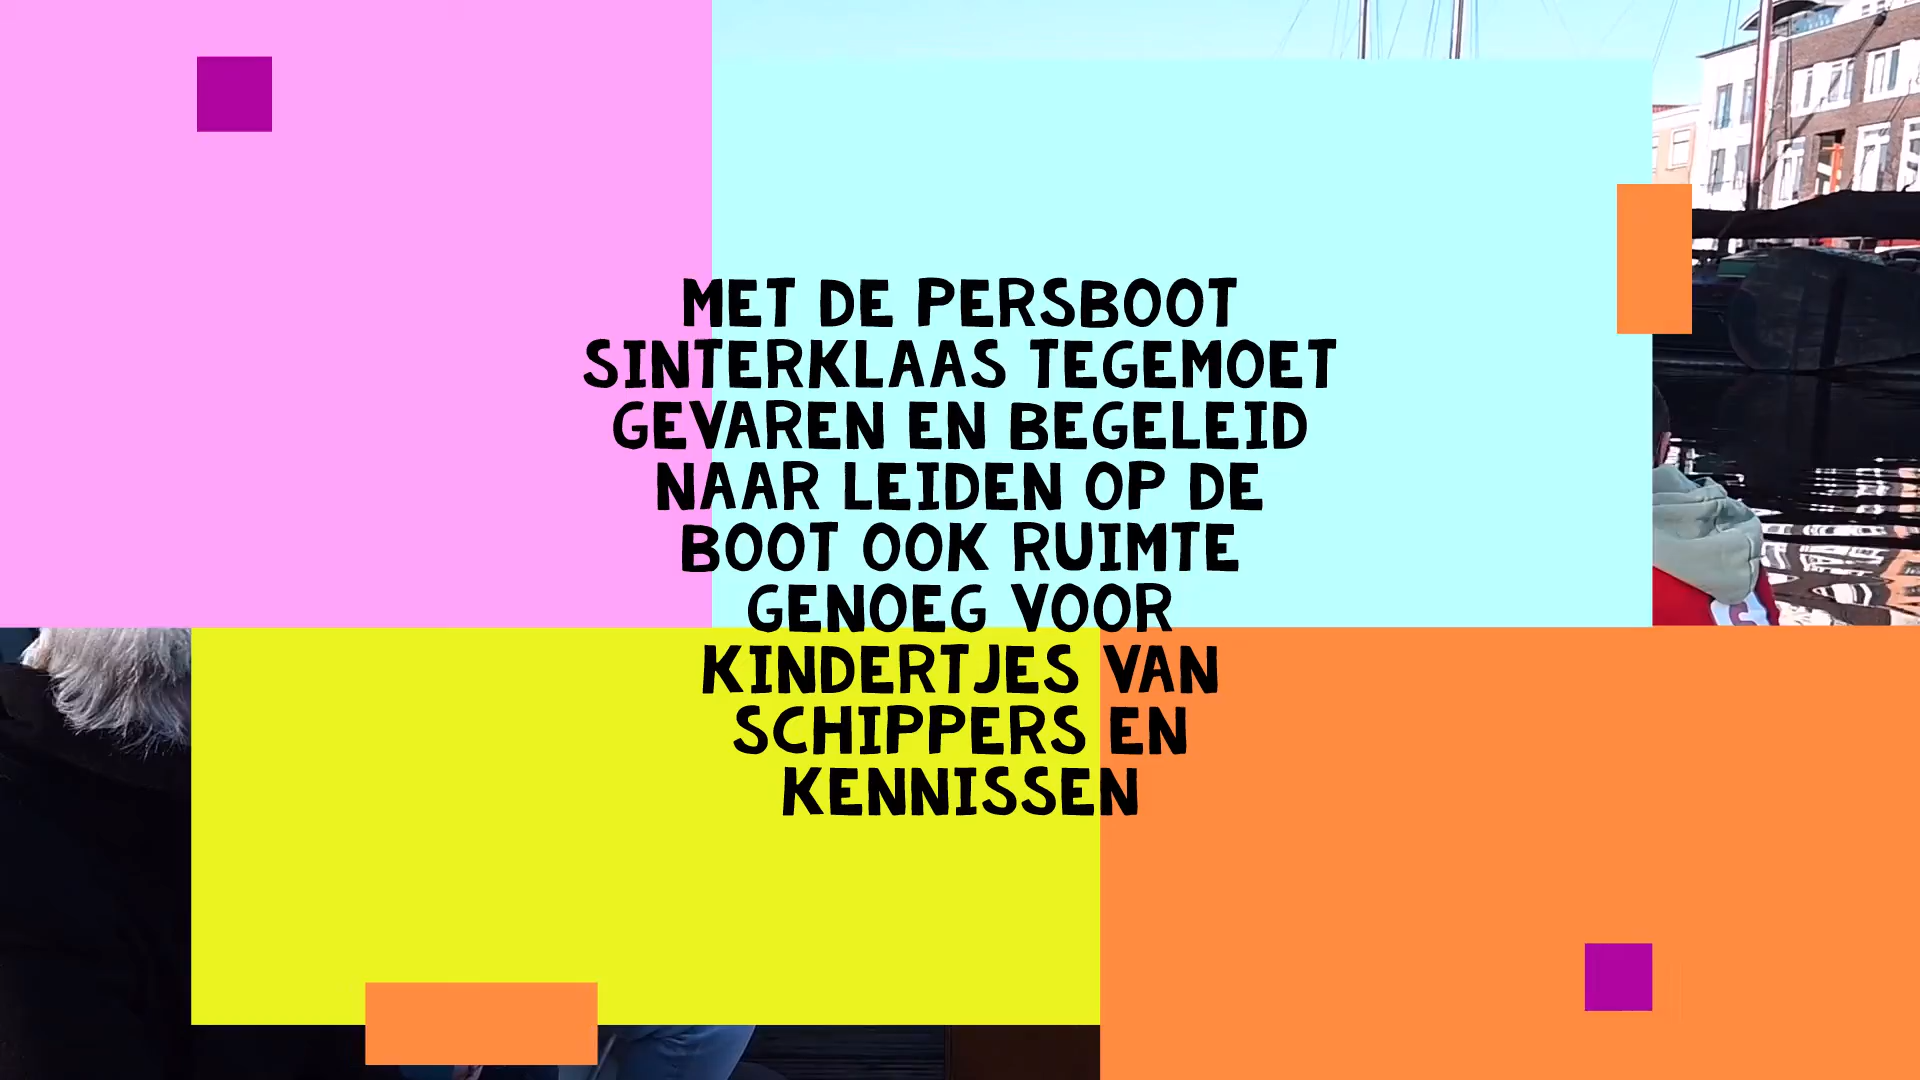 MET DE PERSBOOT
SINTERKLAAS TEGEMOET
GEVAREN EN BEGELEID
NAAR LEIDEN OP DE
BOOT OOK RUIMTE
GENOEG VOOR
KINDERTJES VAN
SCHIPPERS EN
KENNISSEN